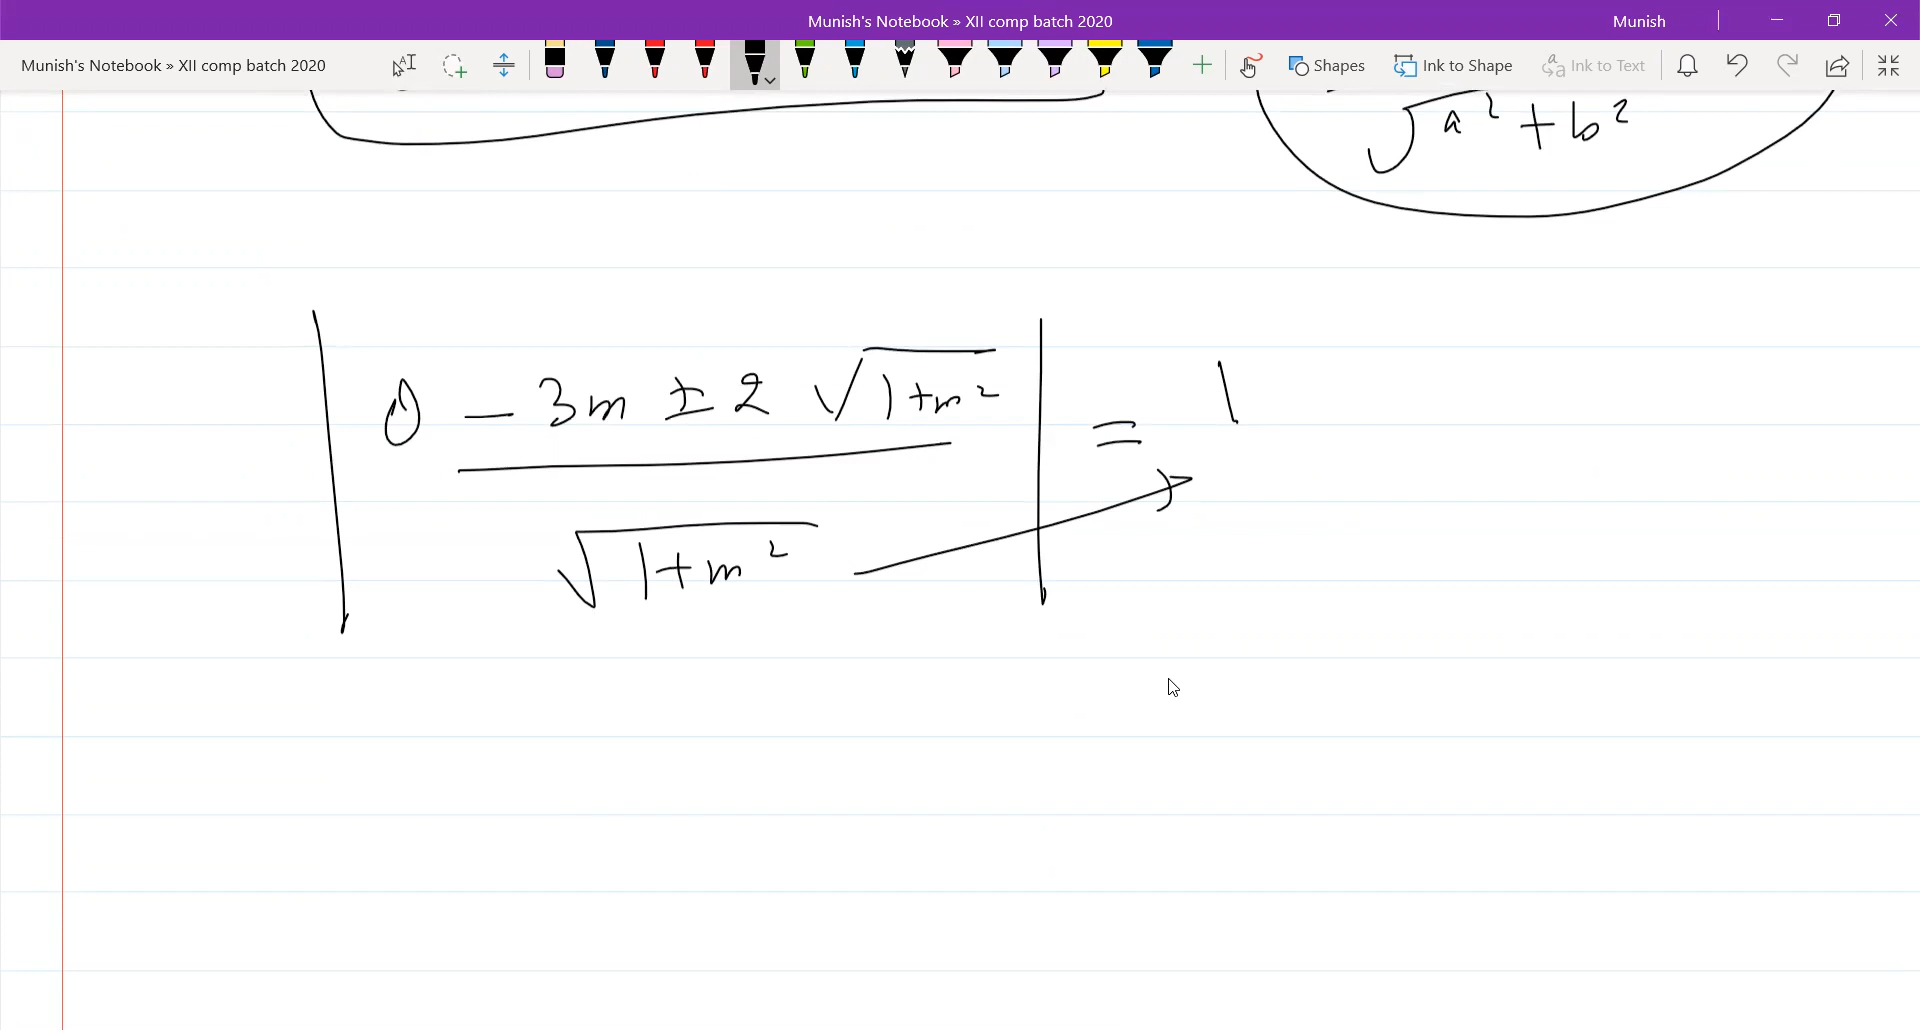 Munish's Notebook » XII comp batch 2020
Munish
Munish's Notebook » XII comp batch 2020
Shapes
Ink to Shape
Ink to Text
√a² + b²
0 - 3m ± 2 √1+m² = 1
√1+m²